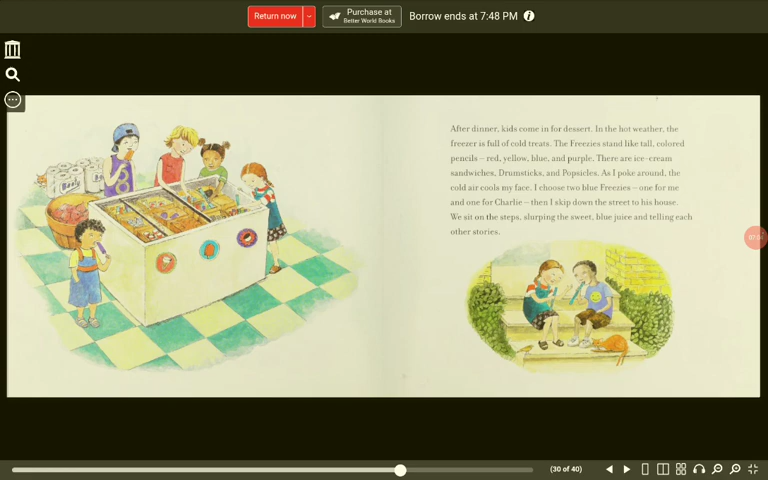 Return now
Purchase at
Better World Books
Borrow ends at 7:48 PM
After dinner, kids come in for dessert. In the hot weather, the
freezer is full of cold treats. The Freezies stand like tall, colored
pencils – red, yellow, blue, and purple. There are ice-cream
sandwiches, Drumsticks, and Popsicles. As I poke around, the
cold air cools my face. I choose two blue Freezies – one for me
and one for Charlie – then I skip down the street to his house.
We sit on the steps, slurping the sweet, blue juice and telling each
other stories.
(30 of 40)